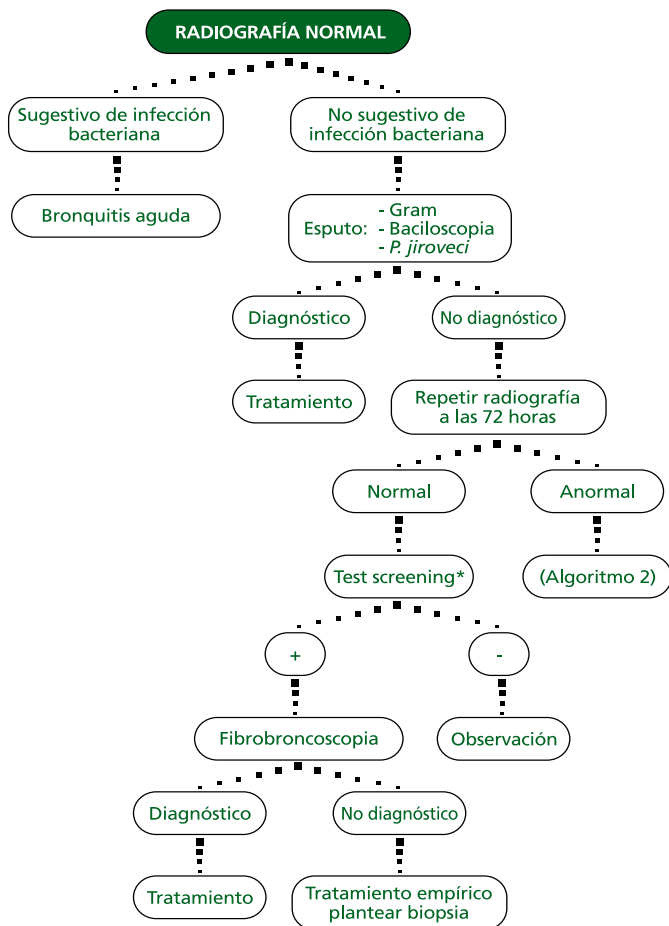 RADIOGRAFÍA NORMAL
Sugestivo de infección
bacteriana
No sugestivo de
infección bacteriana
Bronquitis aguda
- Gram
Esputo: - Baciloscopia
- P. jiroveci
Diagnóstico
No diagnóstico
Tratamiento
Repetir radiografía
a las 72 horas
Normal
Anormal
Test screening*
(Algoritmo 2)
+
-
Fibrobroncoscopia
Observación
Diagnóstico
No diagnóstico
Tratamiento
Tratamiento empírico
plantear biopsia